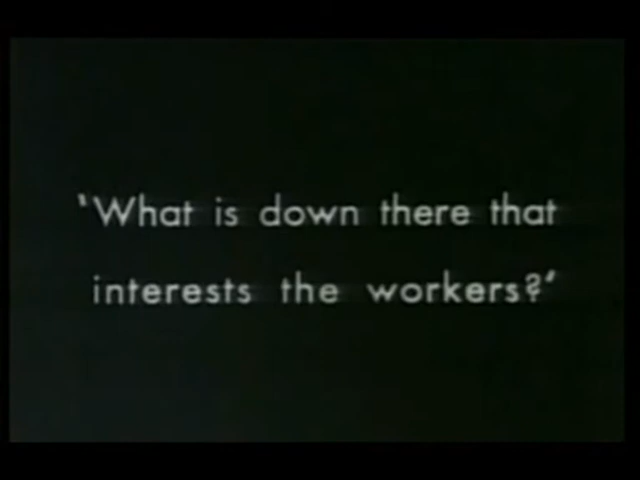 'What is down there that
interests the workers?'